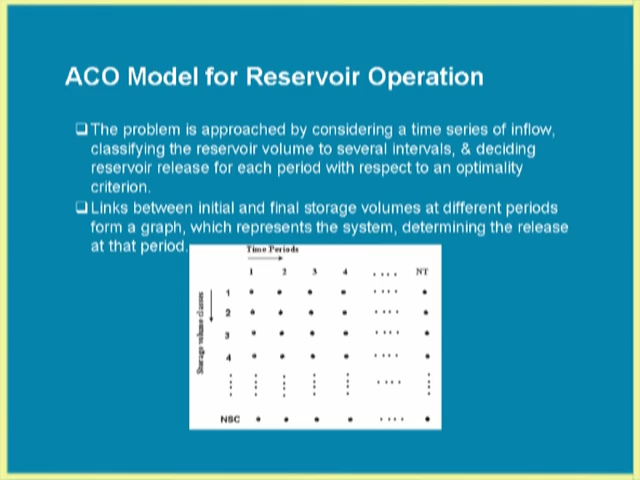 ACO Model for Reservoir Operation
❑The problem is approached by considering a time series of inflow,
classifying the reservoir volume to several intervals, & deciding
reservoir release for each period with respect to an optimality
criterion.
❑Links between initial and final storage volumes at different periods
form a graph, which represents the system, determining the release
at that period.
Time Periods
1 2 3 4 .... NT
Storage volume classes
1
2
3
4
NSC